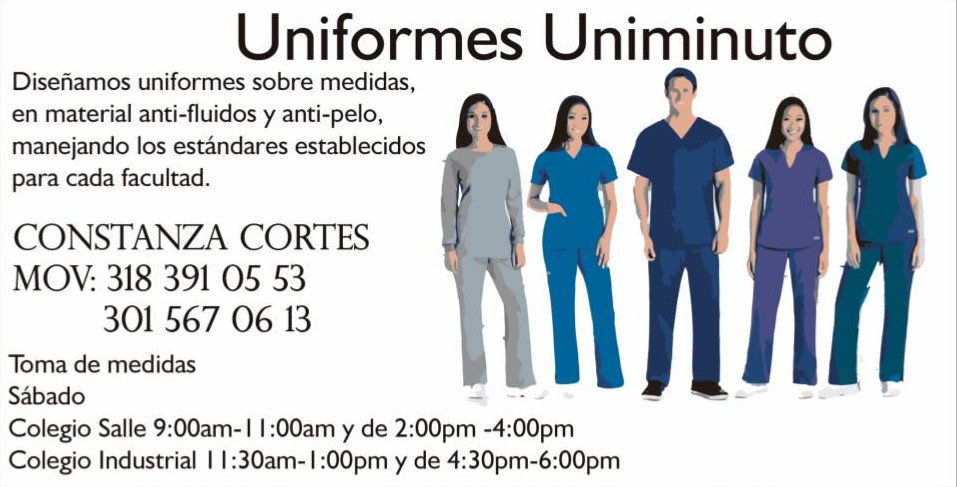 Uniformes Uniminuto
Diseñamos uniformes sobre medidas,
en material anti-fluidos y anti-pelo,
manejando los estándares establecidos
para cada facultad.
CONSTANZA CORTES
MOV: 318 391 05 53
301 567 06 13
Toma de medidas
Sábado
Colegio Salle 9:00am-11:00am y de 2:00pm -4:00pm
Colegio Industrial 11:30am-1:00pm y de 4:30pm-6:00pm